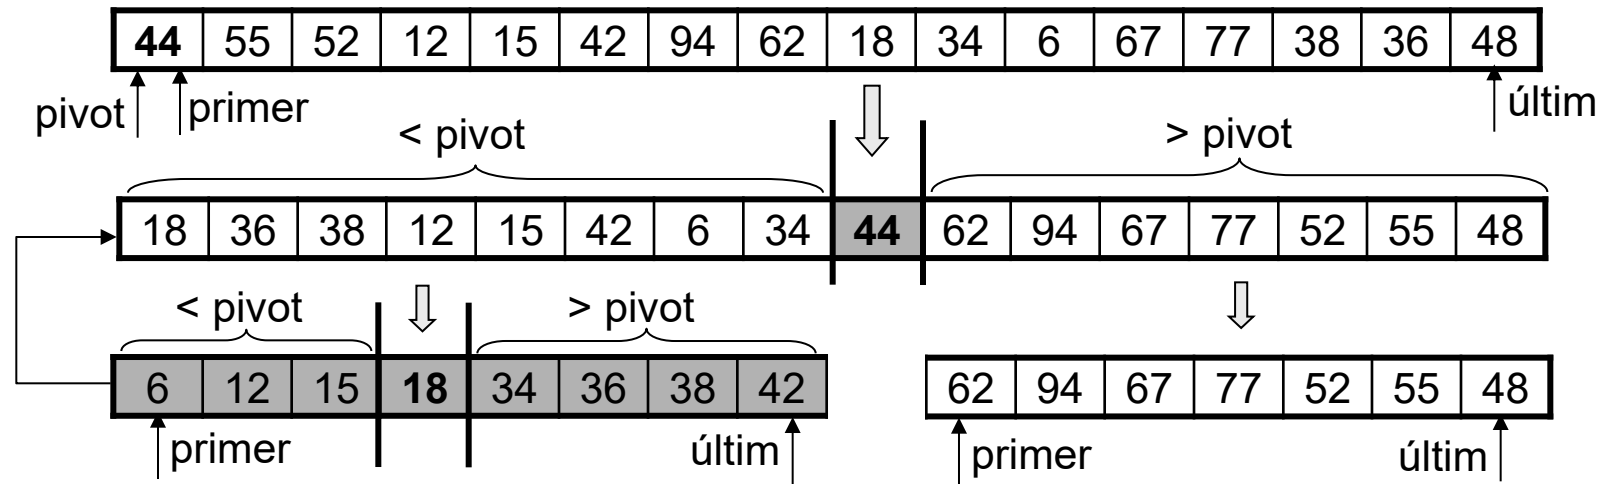 44 55 52 12 15 42 94 62 18 34 6 67 77 38 36 48
pivot primer últim
< pivot > pivot
18 36 38 12 15 42 6 34 44 62 94 67 77 52 55 48
< pivot > pivot
6 12 15 18 34 36 38 42 62 94 67 77 52 55 48
primer últim primer últim